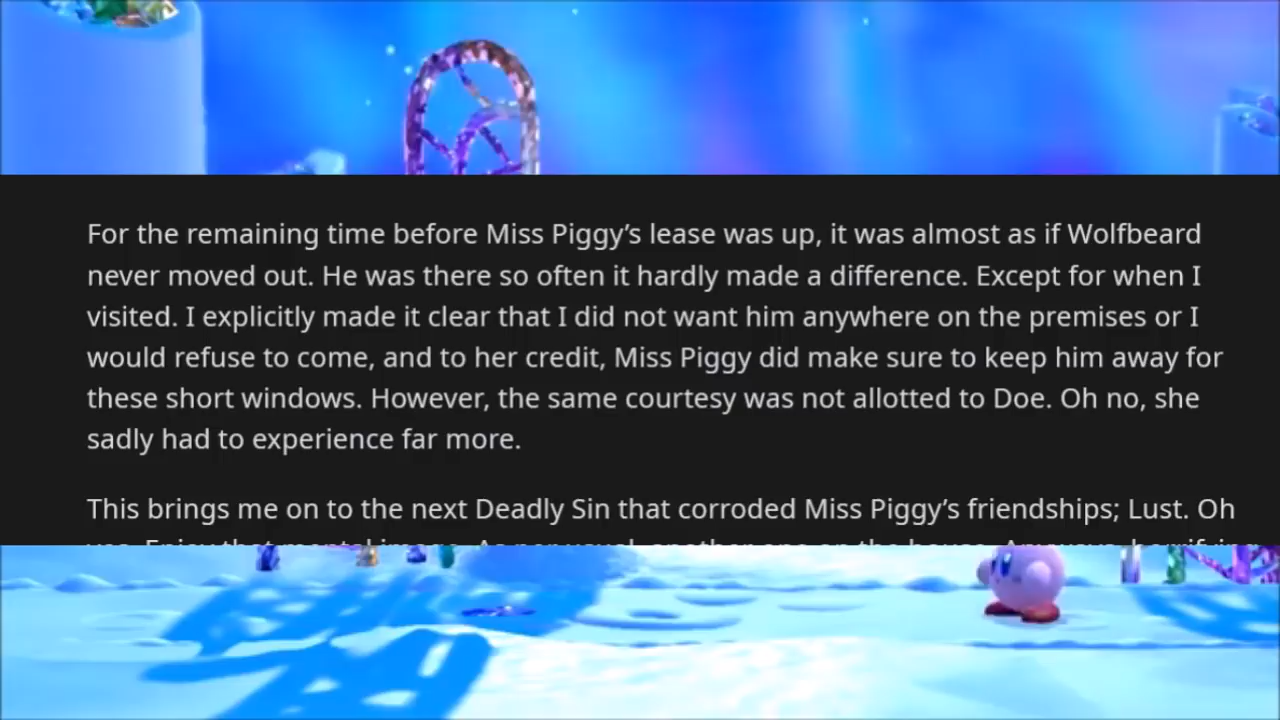 For the remaining time before Miss Piggy’s lease was up, it was almost as if Wolfbeard
never moved out. He was there so often it hardly made a difference. Except for when I
visited. I explicitly made it clear that I did not want him anywhere on the premises or I
would refuse to come, and to her credit, Miss Piggy did make sure to keep him away for
these short windows. However, the same courtesy was not allotted to Doe. Oh no, she
sadly had to experience far more.
This brings me on to the next Deadly Sin that corroded Miss Piggy’s friendships; Lust. Oh